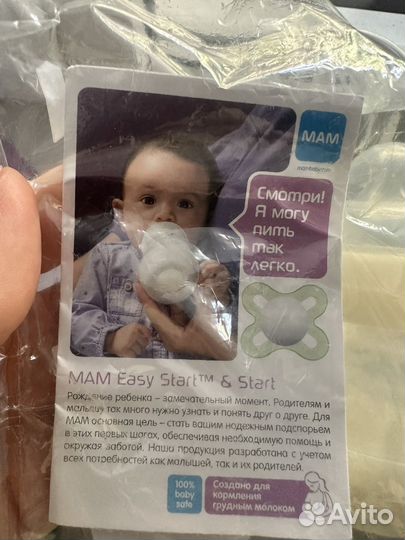 MAM
mambaby.com
Смотри!
Я могу
пить
так
легко.
MAM Easy Start™ & Start
Рождение ребенка – замечательный момент. Родителям и
малышу так много нужно узнать и понять друг о друге. Для
МАМ основная цель – стать вашим надежным подспорьем
в этих первых шагах, обеспечивая необходимую помощь и
окружая заботой. Наша продукция разработана с учетом
всех потребностей как малышей, так и их родителей.
100%
baby
safe
Создано для
кормления
грудным молоком
Avito